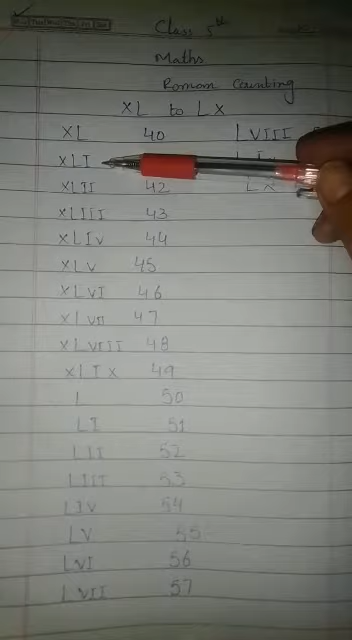 Class 5th
Maths
Roman Counting
XL to LX
XL 40 LVIII
XLI
XLII 42 LX
XLIII 43
XLIV 44
XLV 45
XLVI 46
XLVII 47
XLVIII 48
XLIX 49
L 50
LI 51
LII 52
LIII 53
LIV 54
LV 55
LVI 56
LVII 57